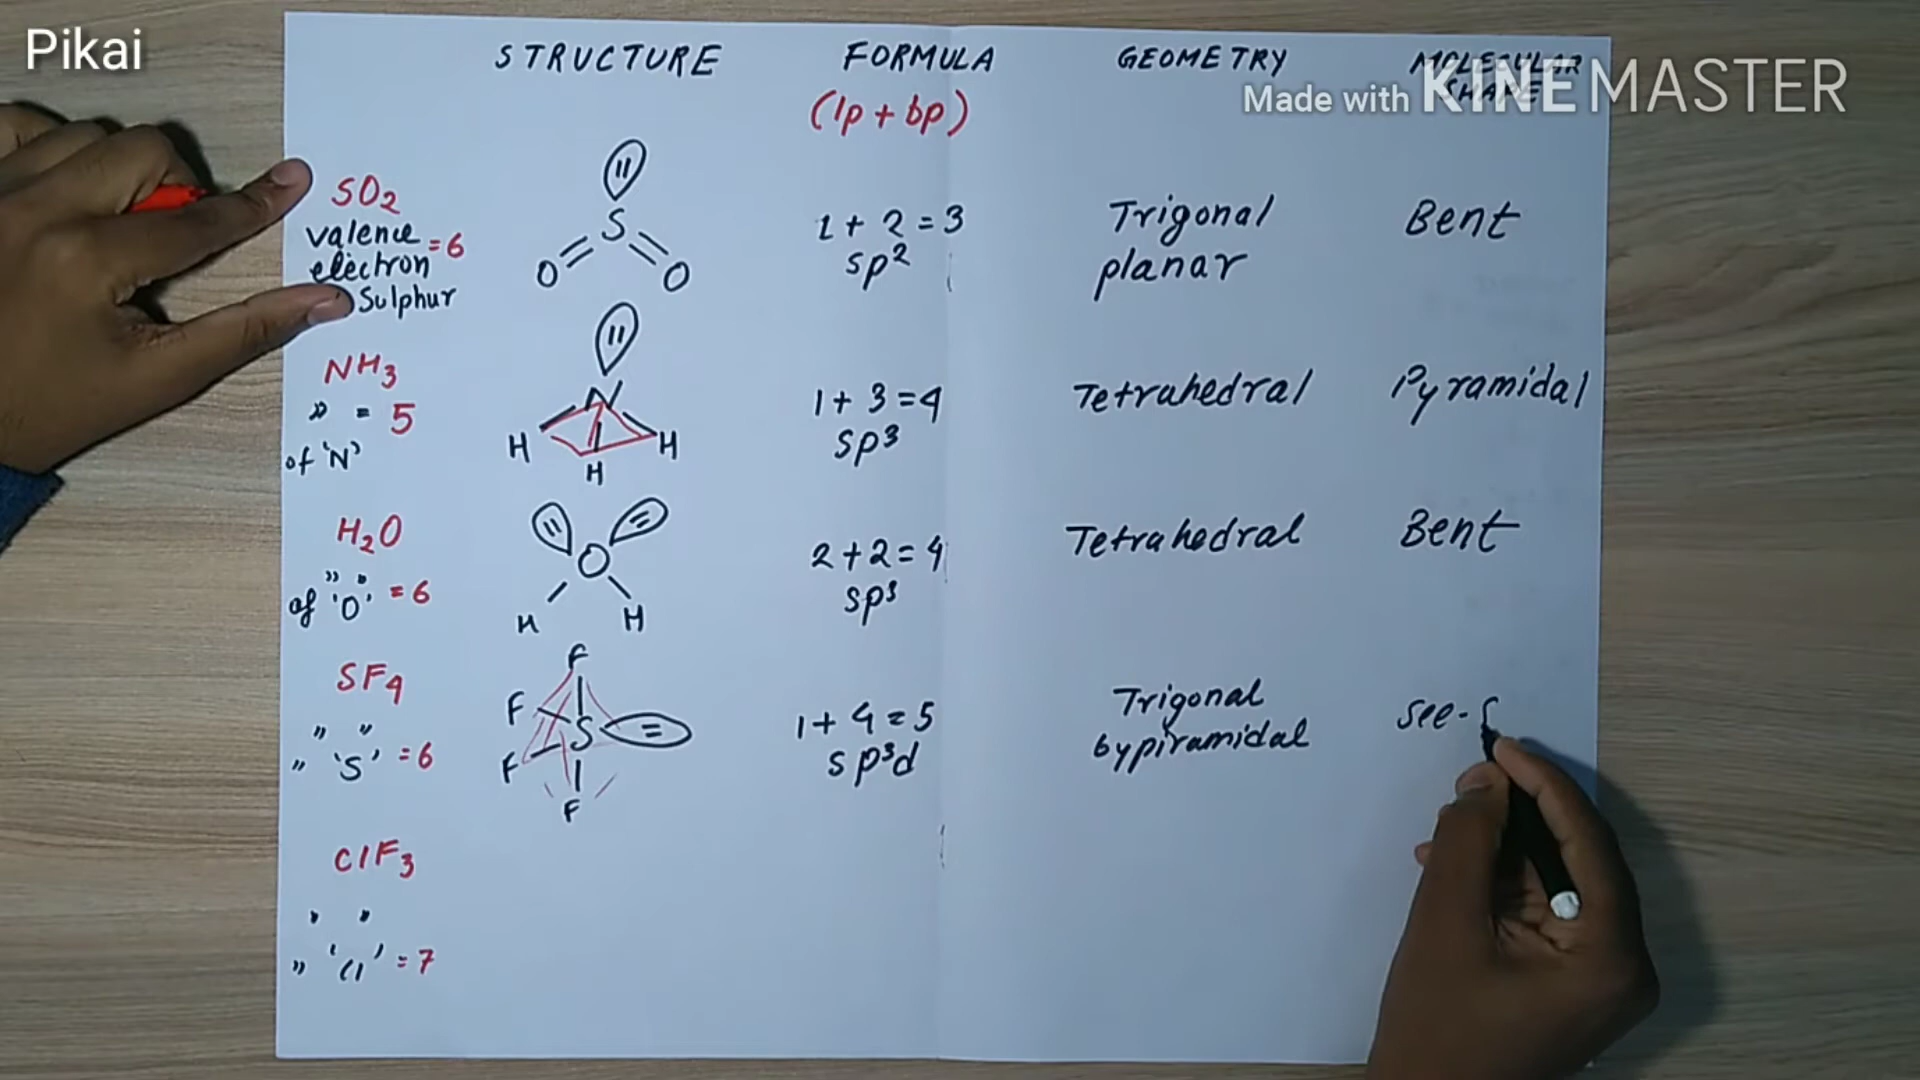 Pikai
STRUCTURE FORMULA GEOMETRY MOLECULAR
SHAPE
Made with KINEMASTER
(lp + bp)
SO2
valence = 6
electron
Sulphur
S
O O
1 + 2 = 3
sp2
Trigonal
planar
Bent
NH3
" = 5
of 'N'
N
H H
H
1 + 3 = 4
sp3
Tetrahedral
Pyramidal
H2O
" "
of 'O' = 6
O
H H
2 + 2 = 4
sp3
Tetrahedral
Bent
SF4
" "
" 'S' = 6
F
F
S
F
F
1 + 4 = 5
sp3d
Trigonal
bypiramidal
See-S
ClF3
" "
" 'Cl' = 7